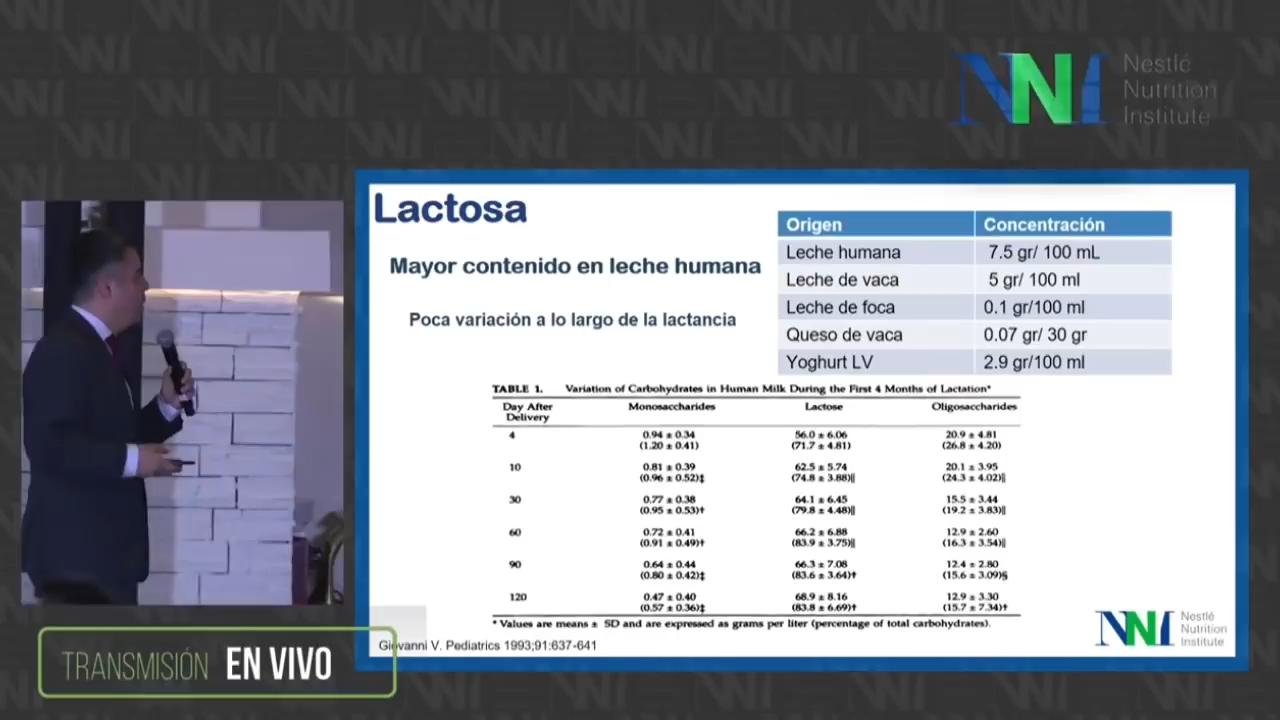 Nestlé
Nutrition
Institute
Lactosa
Mayor contenido en leche humana
Poca variación a lo largo de la lactancia
Origen Concentración
Leche humana 7.5 gr/ 100 mL
Leche de vaca 5 gr/ 100 ml
Leche de foca 0.1 gr/100 ml
Queso de vaca 0.07 gr/ 30 gr
Yoghurt LV 2.9 gr/100 ml
TABLE 1. Variation of Carbohydrates in Human Milk During the First 4 Months of Lactation*
Day After Delivery Monosaccharides Lactose Oligosaccharides
4 0.94 ± 0.34 56.0 ± 6.06 20.9 ± 4.81
(1.20 ± 0.41) (71.7 ± 4.81) (26.8 ± 4.20)
10 0.81 ± 0.39 62.5 ± 5.74 20.1 ± 3.95
(0.96 ± 0.52)‡ (74.8 ± 3.88)|| (24.3 ± 4.02)||
30 0.77 ± 0.38 64.1 ± 6.45 15.5 ± 3.44
(0.95 ± 0.53)† (79.8 ± 4.48)|| (19.2 ± 3.83)||
60 0.72 ± 0.41 66.2 ± 6.88 12.9 ± 2.60
(0.91 ± 0.49)† (83.9 ± 3.75)|| (16.3 ± 3.54)||
90 0.64 ± 0.44 66.3 ± 7.08 12.4 ± 2.80
(0.80 ± 0.42)‡ (83.6 ± 3.64)† (15.6 ± 3.09)§
120 0.47 ± 0.40 68.9 ± 8.16 12.9 ± 3.30
(0.57 ± 0.36)‡ (83.8 ± 6.69)† (15.7 ± 7.34)†
* Values are means ± SD and are expressed as grams per liter (percentage of total carbohydrates).
Giovanni V. Pediatrics 1993;91:637-641
NNI
Nestlé
Nutrition
Institute
TRANSMISIÓN EN VIVO